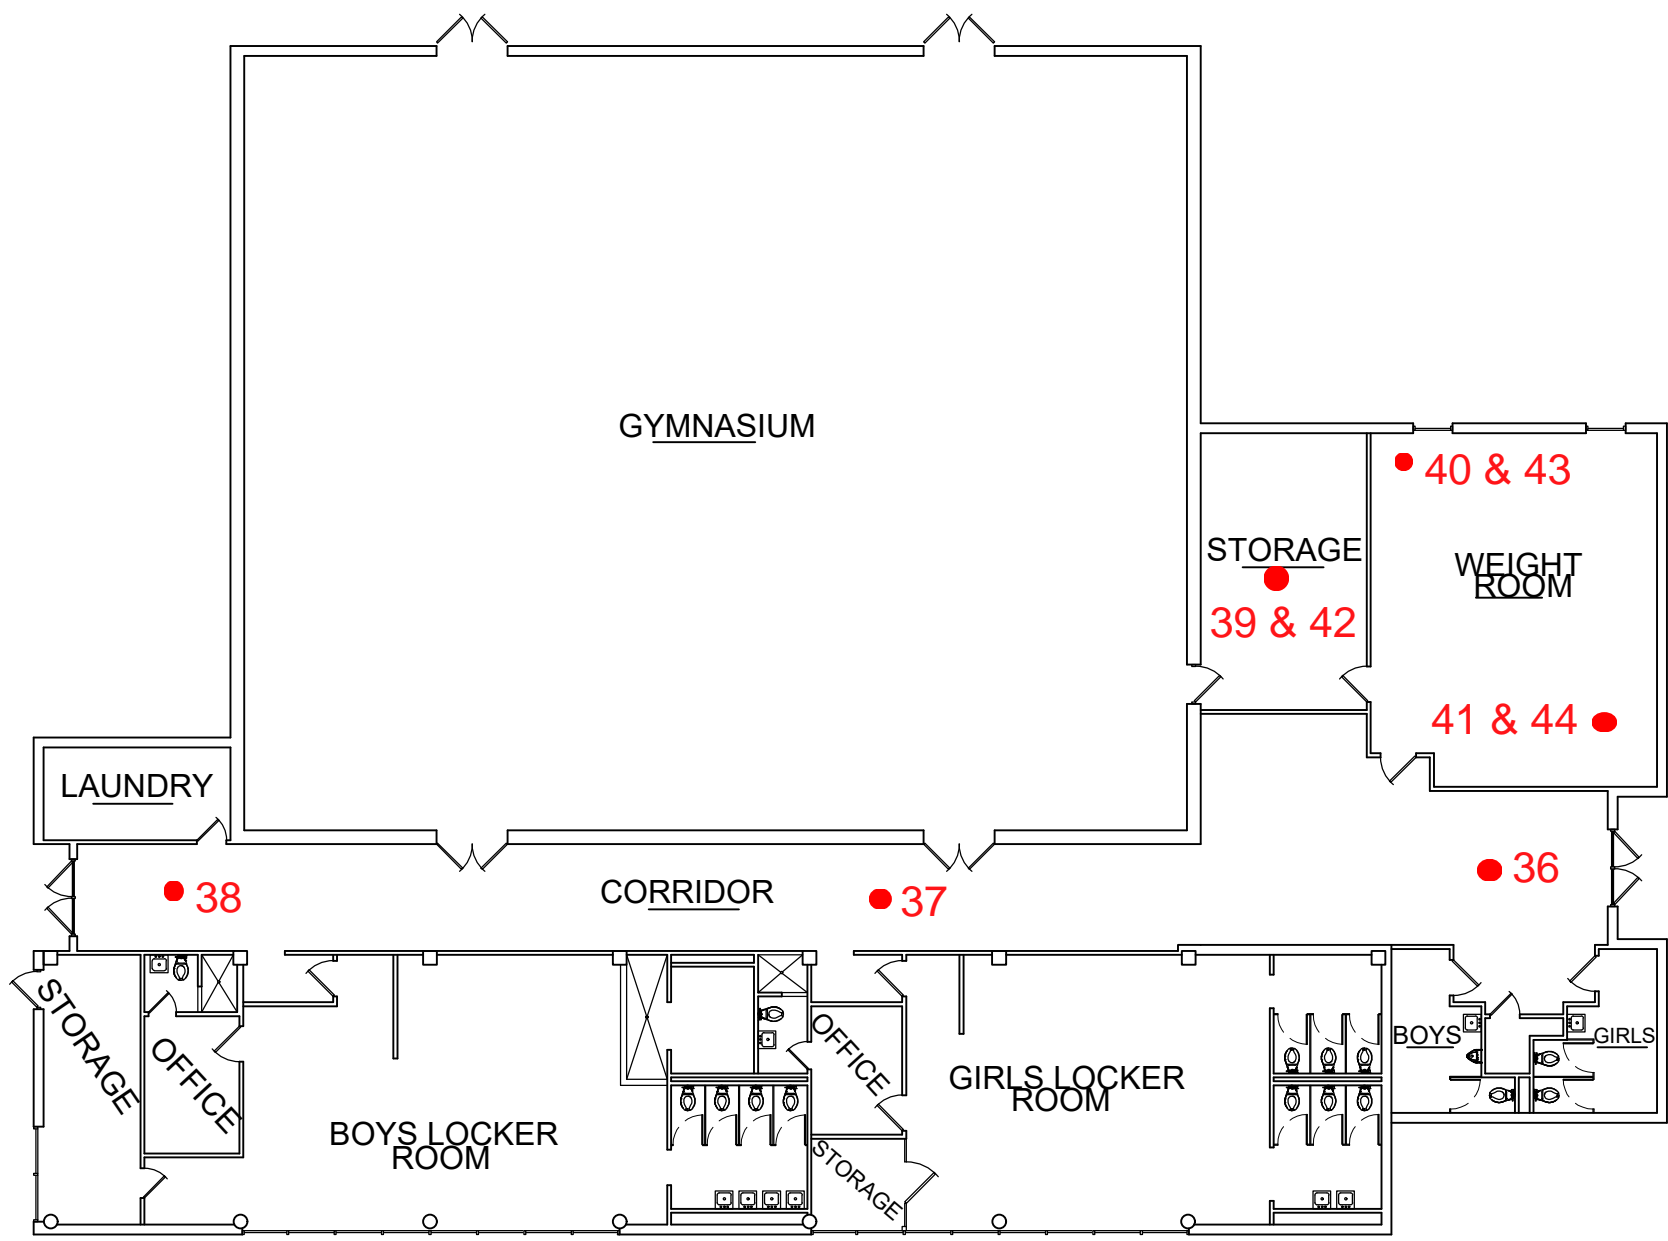 GYMNASIUM
40 & 43
STORAGE
WEIGHT
ROOM
39 & 42
41 & 44
LAUNDRY
38
CORRIDOR
37
36
STORAGE
OFFICE
OFFICE
BOYS
GIRLS
GIRLS LOCKER
ROOM
BOYS LOCKER
ROOM
STORAGE